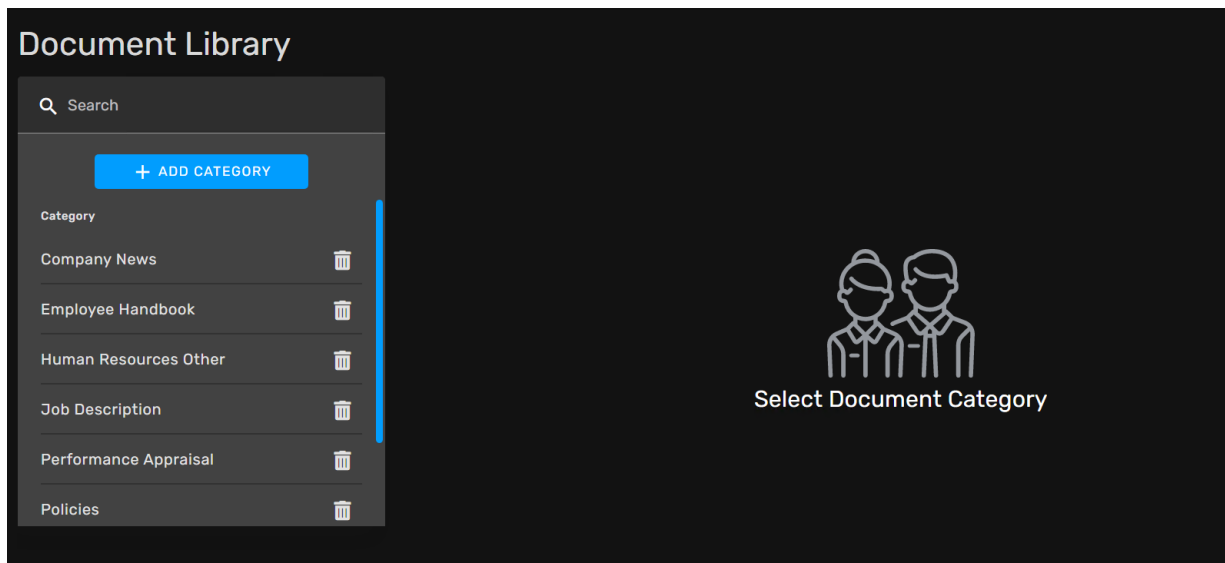 Document Library
Search
+ ADD CATEGORY
Category
Company News
Employee Handbook
Human Resources Other
Job Description
Performance Appraisal
Policies
Select Document Category